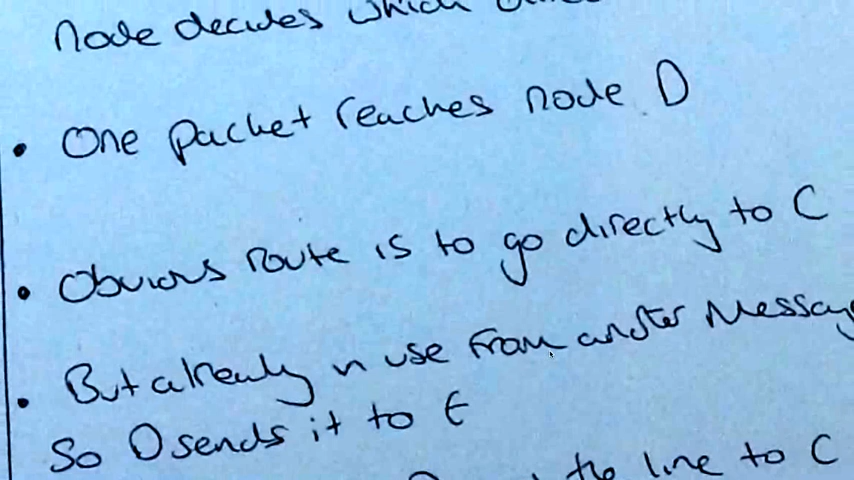 Node decides which
• One packet reaches node D
• Obvious route is to go directly to C
• But already in use from another Messag
So D sends it to E
the line to C